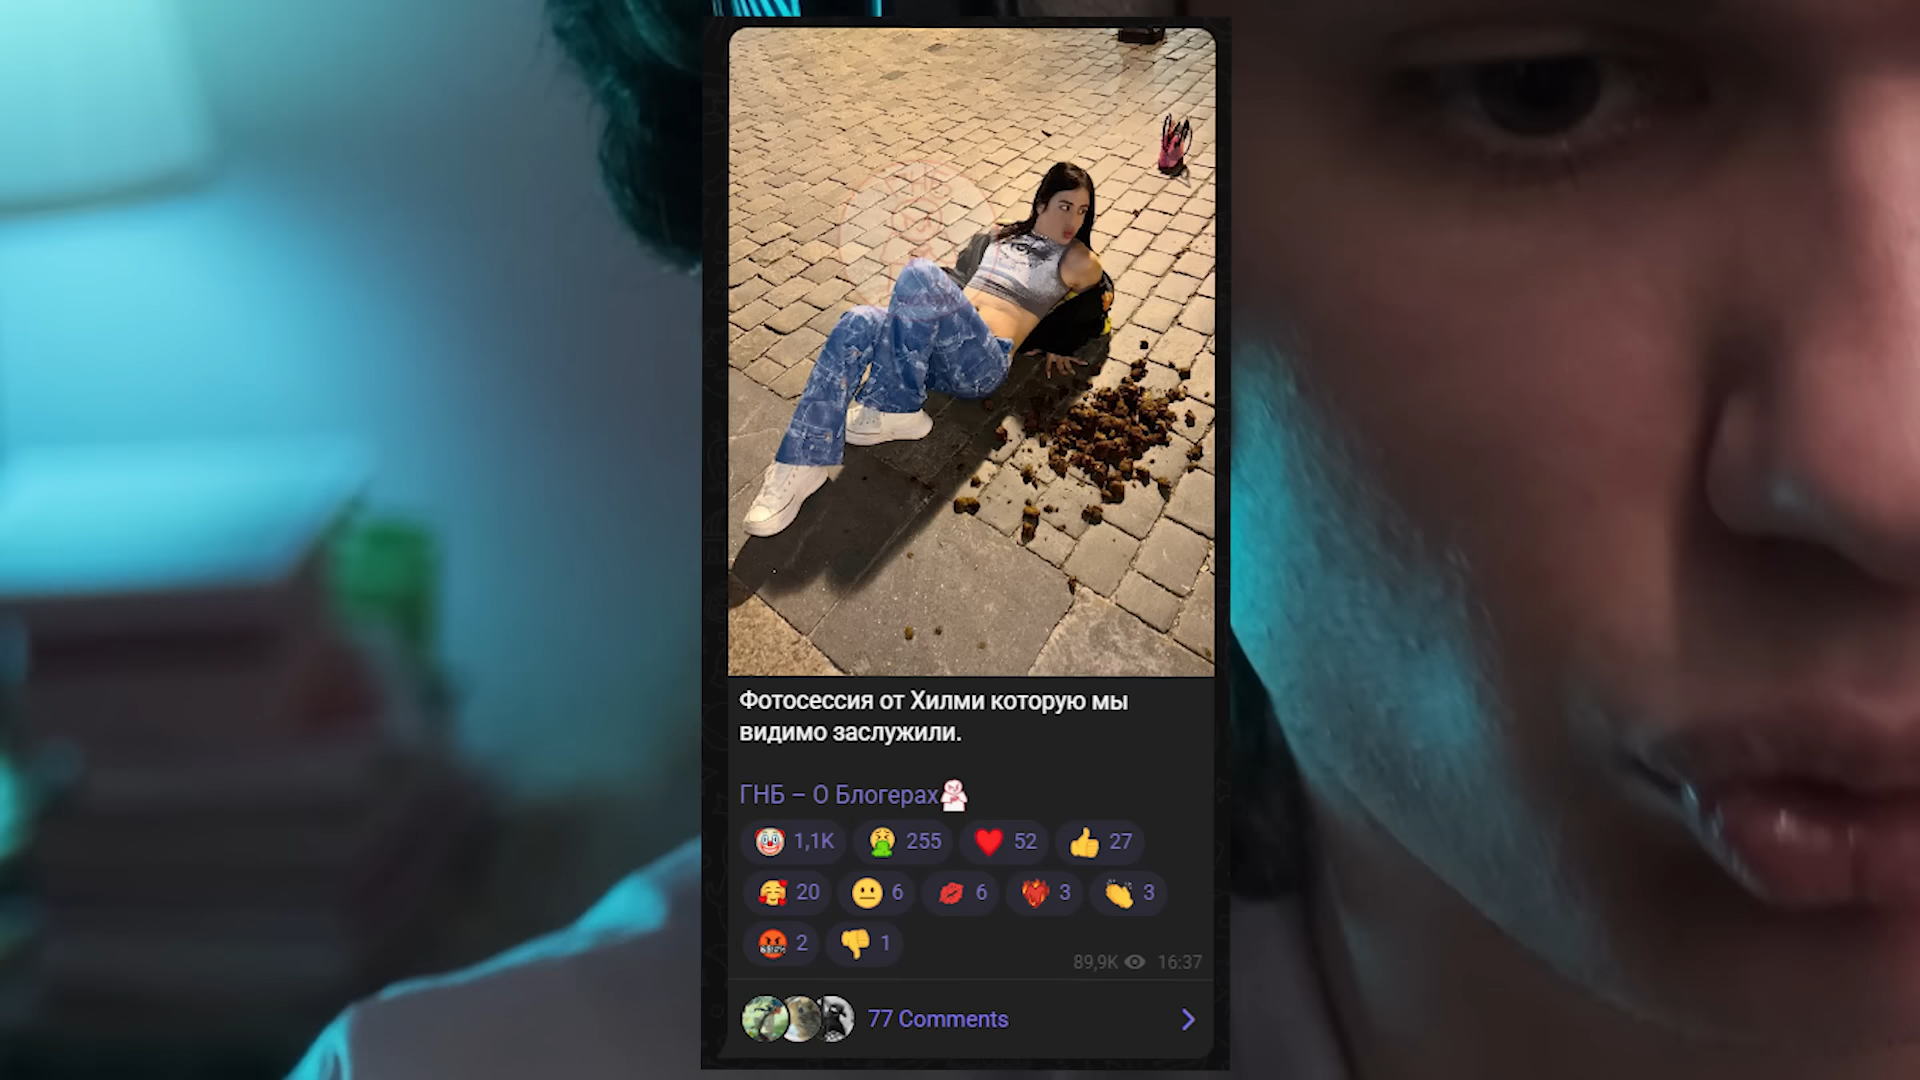 Фотосессия от Хилми которую мы
видимо заслужили.
ГНБ – О Блогерах
1,1K 255 52 27
20 6 6 3 3
2 1
89,9K 16:37
77 Comments